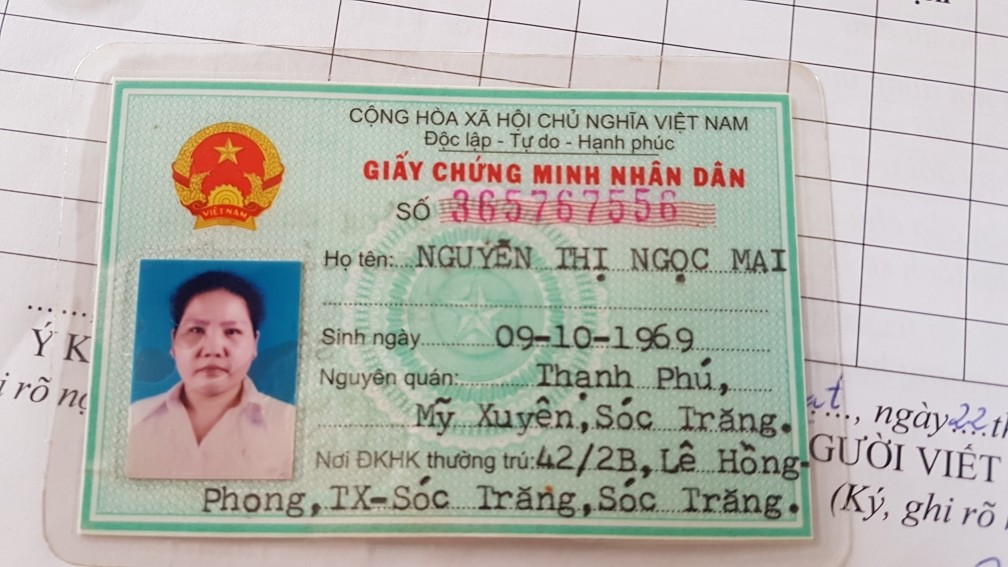 CỘNG HÒA XÃ HỘI CHỦ NGHĨA VIỆT NAM
Độc lập - Tự do - Hạnh phúc
GIẤY CHỨNG MINH NHÂN DÂN
SỐ 365767556
VIỆT NAM
Họ tên: NGUYỄN THỊ NGỌC MAI
Sinh ngày 09-10-1969
Nguyên quán: Thạnh Phú,
Mỹ Xuyên, Sóc Trăng.
Nơi ĐKHK thường trú: 42/2B, Lê Hồng-
Phong, TX-Sóc Trăng, Sóc Trăng.
Ý K
i rõ
, ngày 22
GƯỜI VIẾT
(Ký, ghi rõ